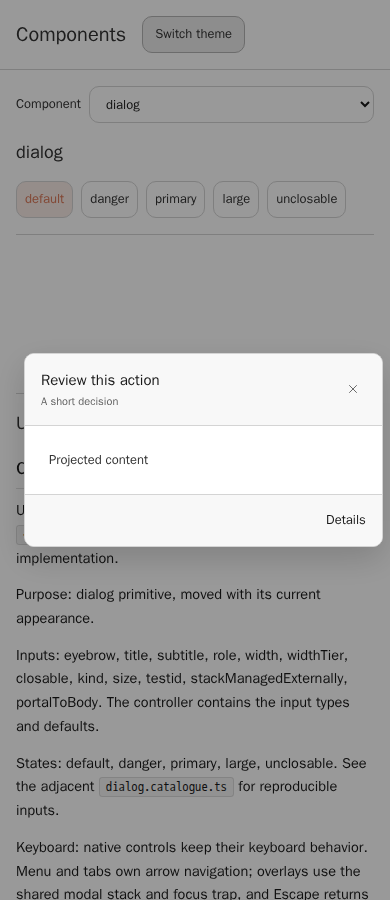 Components
Switch theme
Component
dialog
dialog
default
danger
primary
large
unclosable
Review this action
A short decision
Projected content
Details
implementation.
Purpose: dialog primitive, moved with its current
appearance.
Inputs: eyebrow, title, subtitle, role, width, widthTier,
closable, kind, size, testid, stackManagedExternally,
portalToBody. The controller contains the input types
and defaults.
States: default, danger, primary, large, unclosable. See
the adjacent dialog.catalogue.ts for reproducible
inputs.
Keyboard: native controls keep their keyboard behavior.
Menu and tabs own arrow navigation; overlays use the
shared modal stack and focus trap, and Escape returns